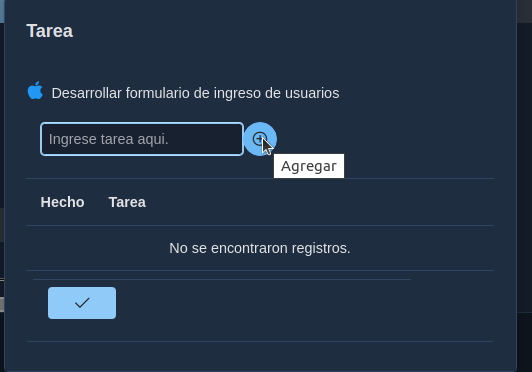 Tarea
Desarrollar formulario de ingreso de usuarios
Ingrese tarea aqui.
Agregar
Hecho Tarea
No se encontraron registros.